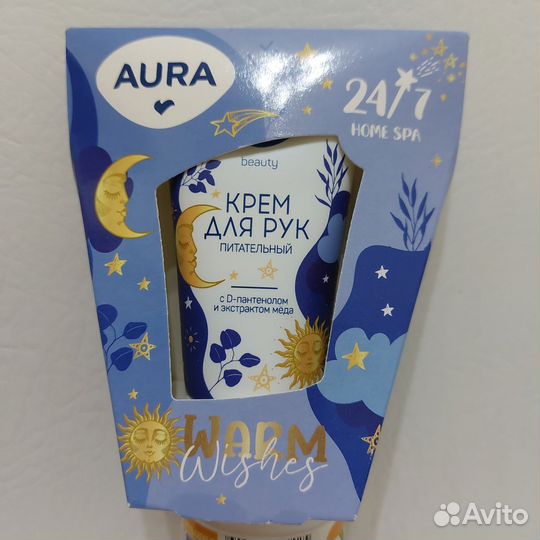 AURA
24/7
HOME SPA
beauty
КРЕМ
ДЛЯ РУК
ПИТАТЕЛЬНЫЙ
с D-пантенолом
и экстрактом мёда
WARM
Wishes
Avito